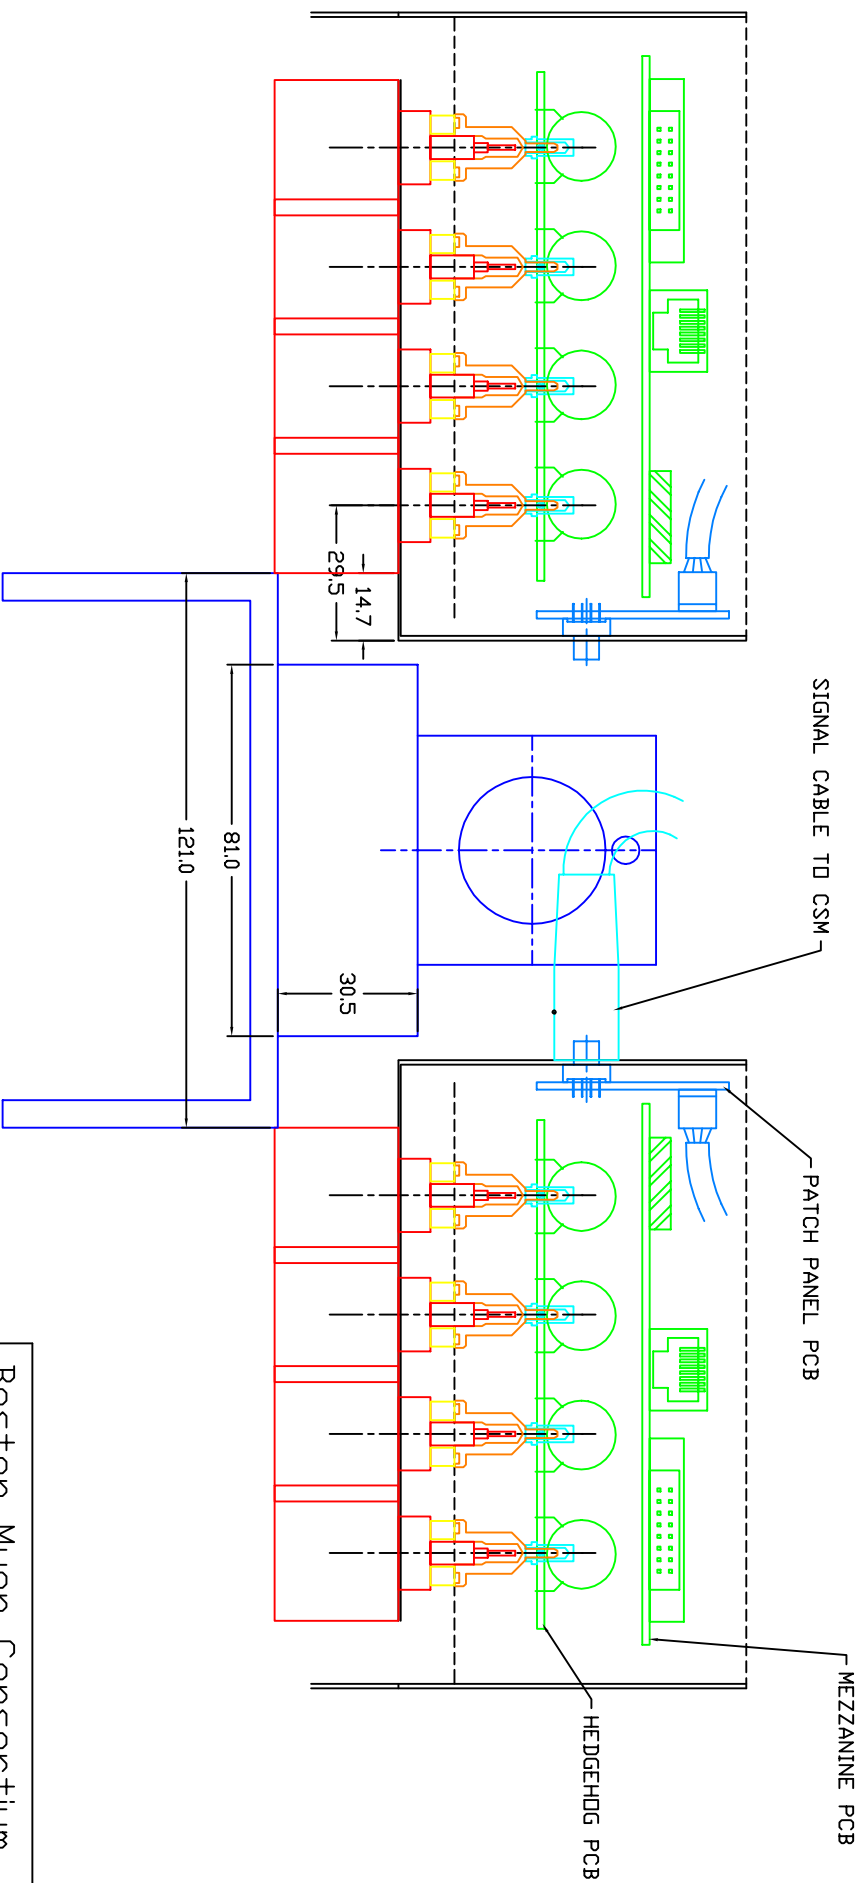 MEZZANINE PCB
SIGNAL CABLE TO CSM
PATCH PANEL PCB
HEDGEHOG PCB
14.7
29.5
30.5
81.0
121.0
Boston Muon Consortium